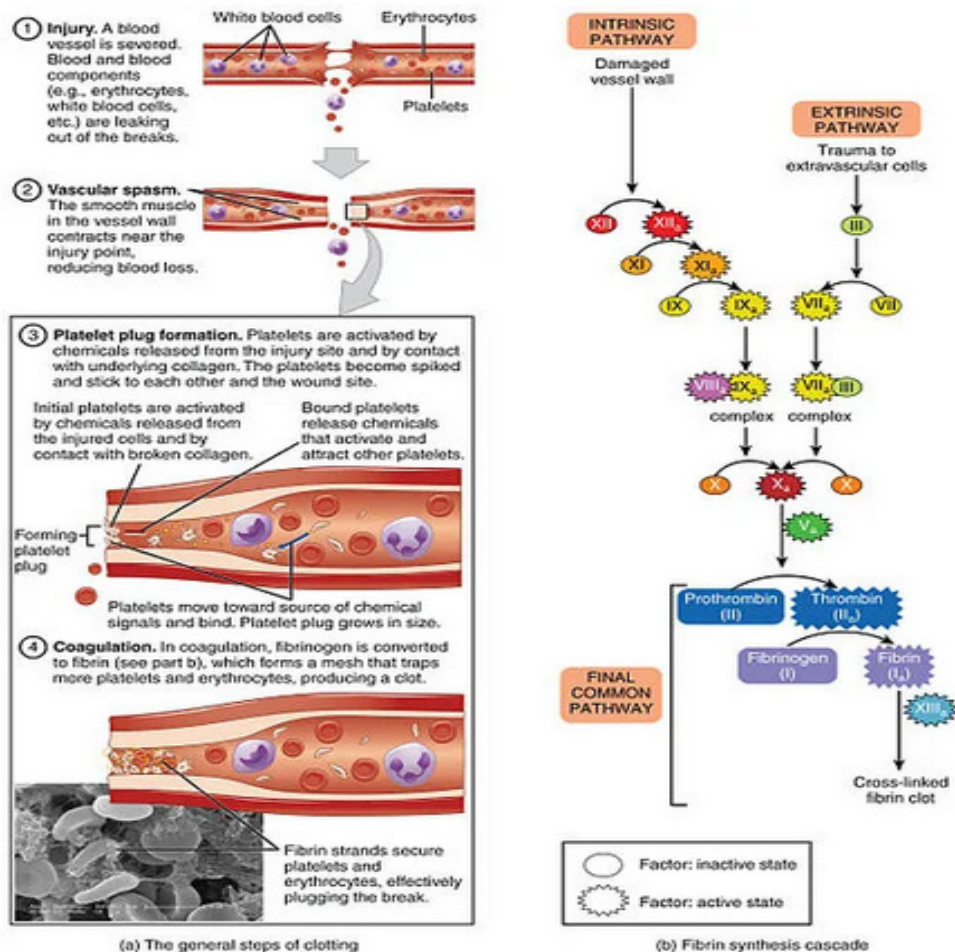 White blood cells
Erythrocytes
Platelets
1 Injury. A blood
vessel is severed.
Blood and blood
components
(e.g., erythrocytes,
white blood cells,
etc.) are leaking
out of the breaks.
2 Vascular spasm.
The smooth muscle
in the vessel wall
contracts near the
injury point,
reducing blood loss.
3 Platelet plug formation. Platelets are activated by
chemicals released from the injury site and by contact
with underlying collagen. The platelets become spiked
and stick to each other and the wound site.
Initial platelets are activated
by chemicals released from
the injured cells and by
contact with broken collagen.
Bound platelets
release chemicals
that activate and
attract other platelets.
Forming
platelet
plug
Platelets move toward source of chemical
signals and bind. Platelet plug grows in size.
4 Coagulation. In coagulation, fibrinogen is converted
to fibrin (see part b), which forms a mesh that traps
more platelets and erythrocytes, producing a clot.
Fibrin strands secure
platelets and
erythrocytes, effectively
plugging the break.
(a) The general steps of clotting
INTRINSIC
PATHWAY
Damaged
vessel wall
EXTRINSIC
PATHWAY
Trauma to
extravascular cells
XII XIIa III
XI XIa
IX IXa VIIa VII
VIIIa IXa VIIa III
complex complex
X Xa X
Va
Prothrombin
(II)
Thrombin
(IIa)
Fibrinogen
(I)
Fibrin
(Ia)
FINAL
COMMON
PATHWAY
XIIIa
Cross-linked
fibrin clot
Factor: inactive state
Factor: active state
(b) Fibrin synthesis cascade